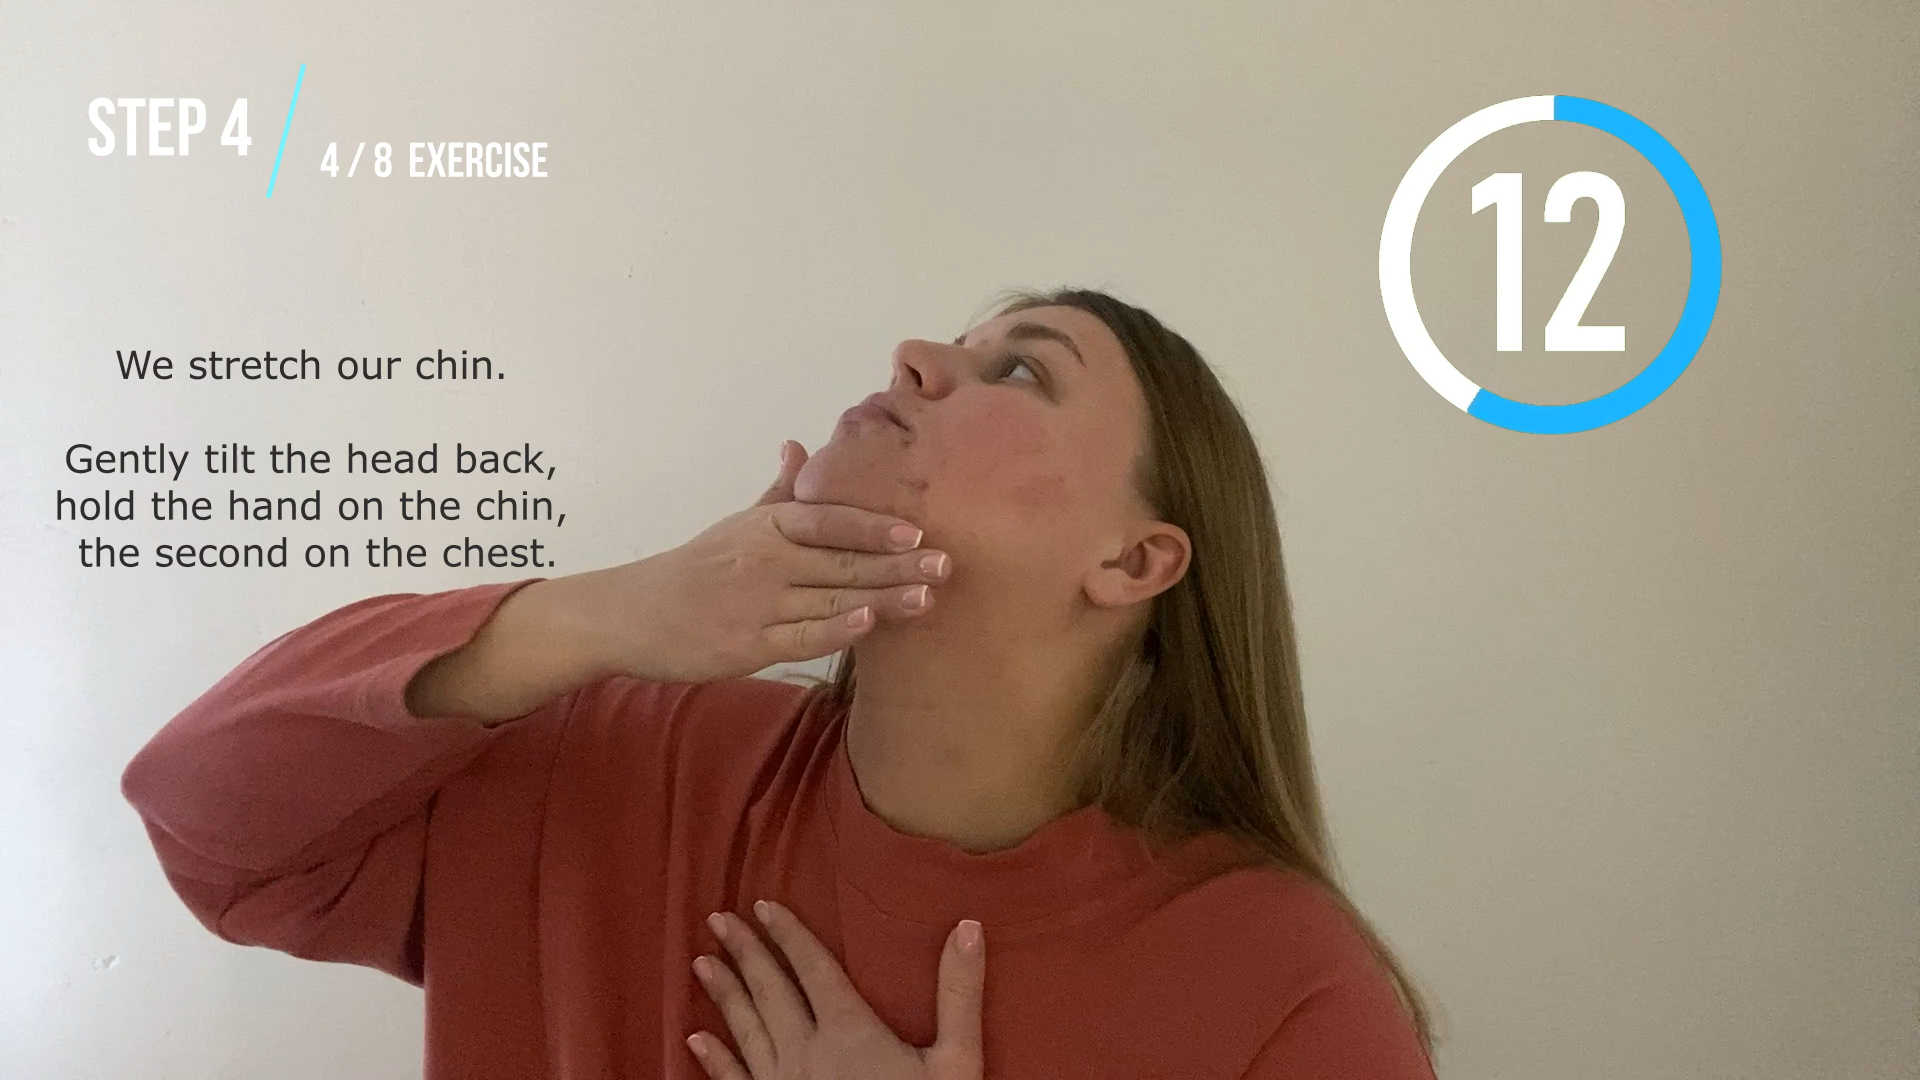 STEP 4
4 / 8 EXERCISE
12
We stretch our chin.
Gently tilt the head back,
hold the hand on the chin,
the second on the chest.